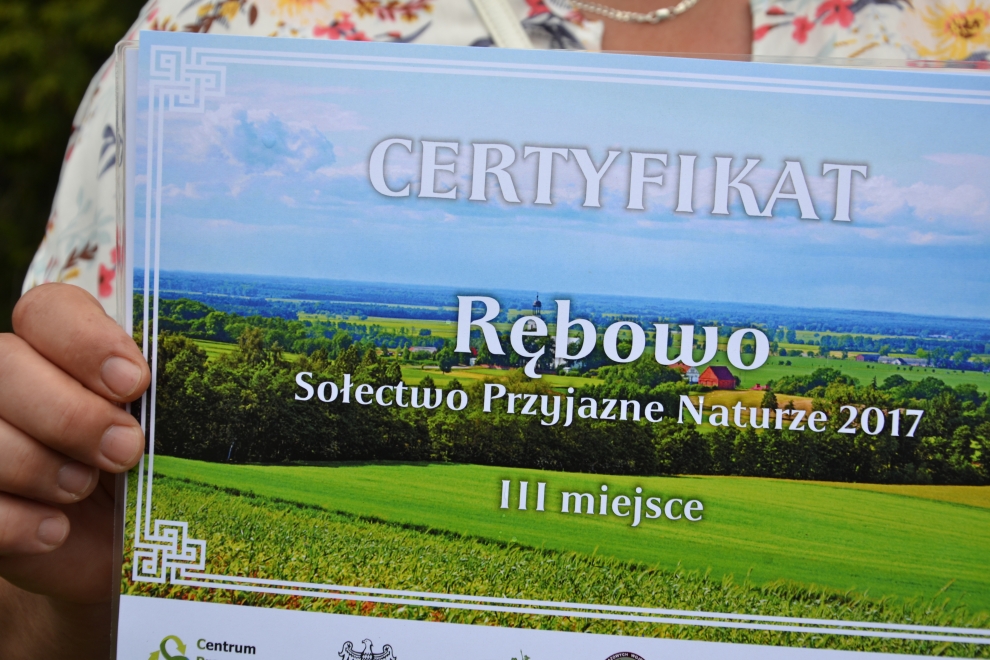 CERTYFIKAT
Rębowo
Sołectwo Przyjazne Naturze 2017
III miejsce
Centrum